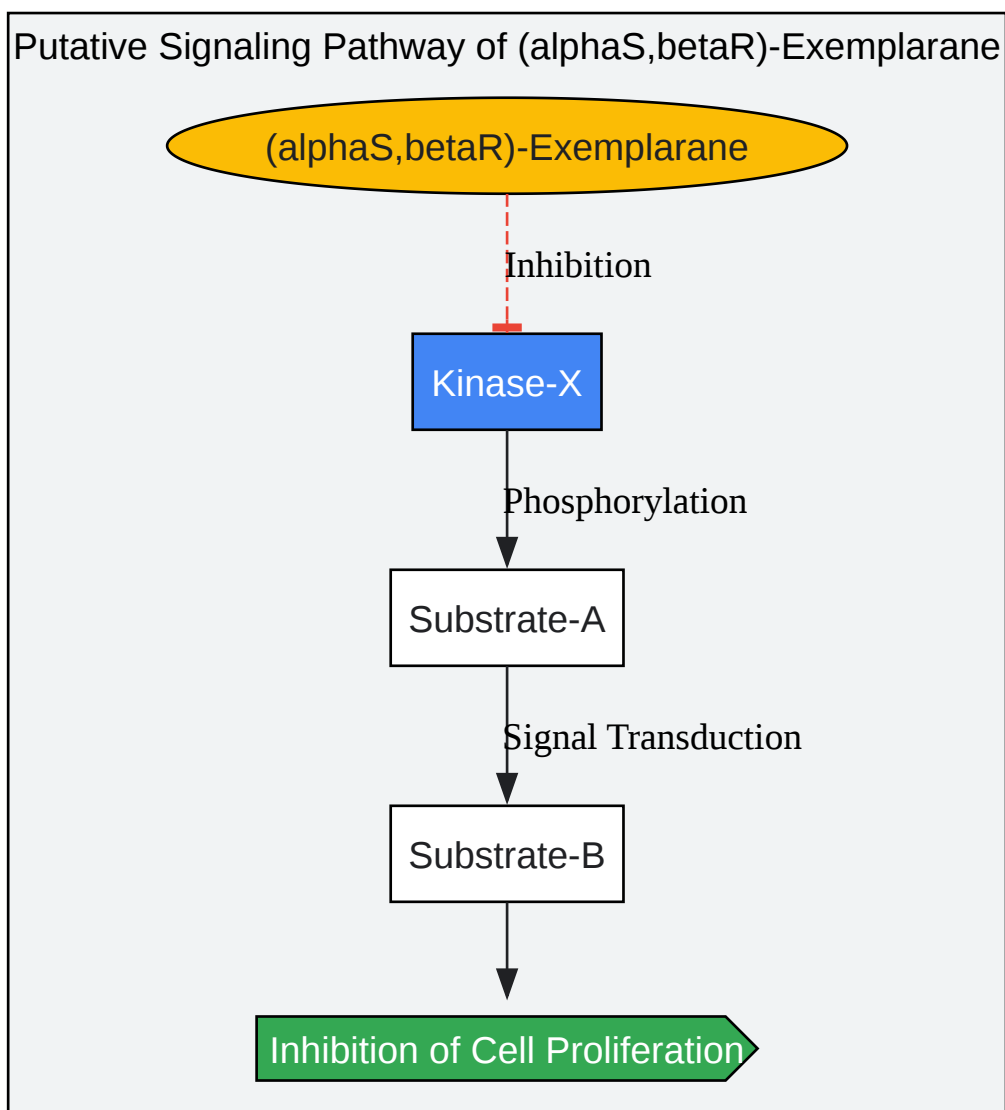 Putative Signaling Pathway of (alphaS,betaR)-Exemplarane
(alphaS,betaR)-Exemplarane
Inhibition
Kinase-X
Phosphorylation
Substrate-A
Signal Transduction
Substrate-B
Inhibition of Cell Proliferation